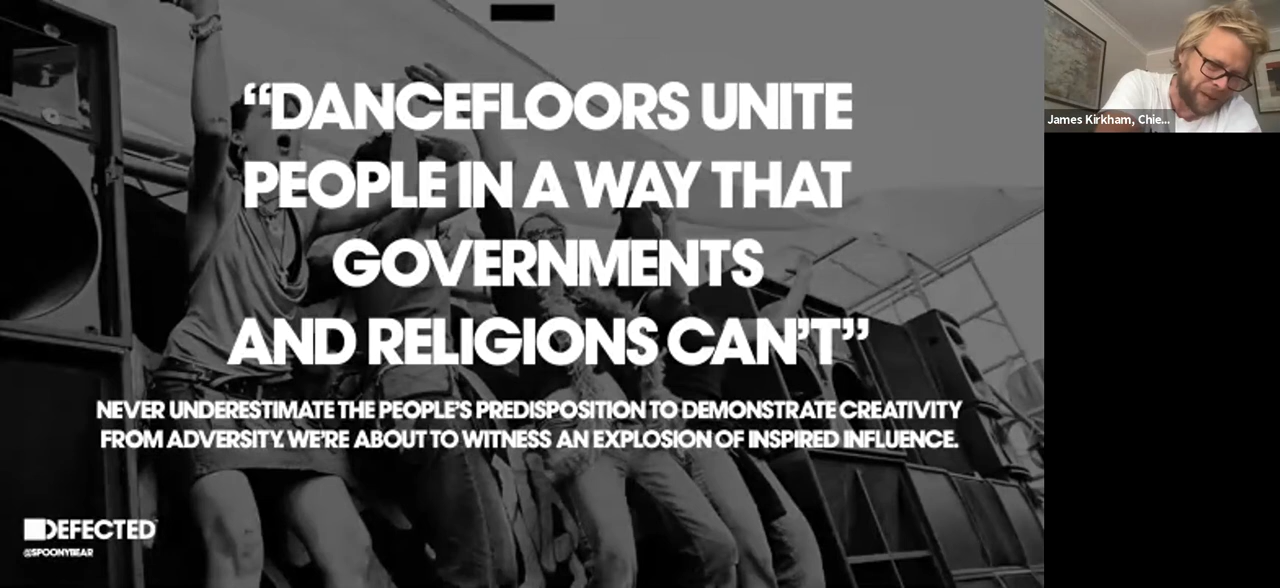 “DANCEFLOORS UNITE
PEOPLE IN A WAY THAT
GOVERNMENTS
AND RELIGIONS CAN’T”
NEVER UNDERESTIMATE THE PEOPLE’S PREDISPOSITION TO DEMONSTRATE CREATIVITY
FROM ADVERSITY. WE’RE ABOUT TO WITNESS AN EXPLOSION OF INSPIRED INFLUENCE.
DEFECTED
@SPOONYBEAR
James Kirkham, Chie...